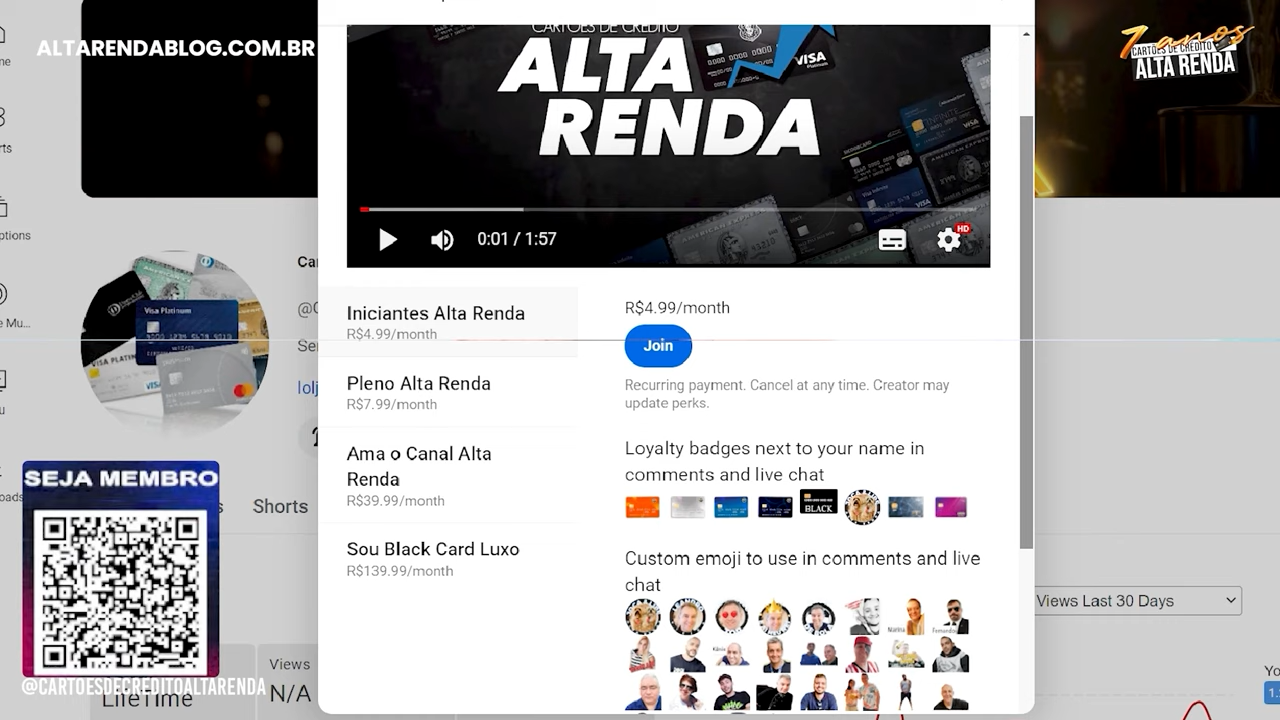 ALTARENDABLOG.COM.BR
CARTÕES DE CRÉDITO
ALTA
RENDA
VISA
7 anos
CARTÕES DE CRÉDITO
ALTA RENDA
0:01 / 1:57
HD
Iniciantes Alta Renda
R$4.99/month
Pleno Alta Renda
R$7.99/month
Ama o Canal Alta
Renda
R$39.99/month
Sou Black Card Luxo
R$139.99/month
R$4.99/month
Join
Recurring payment. Cancel at any time. Creator may
update perks.
Loyalty badges next to your name in
comments and live chat
BLACK
Custom emoji to use in comments and live
chat
Visa Platinum
SEJA MEMBRO
@CARTOESDECREDITOALTARENDA
LifeTime
Shorts
Views
N/A
Views Last 30 Days